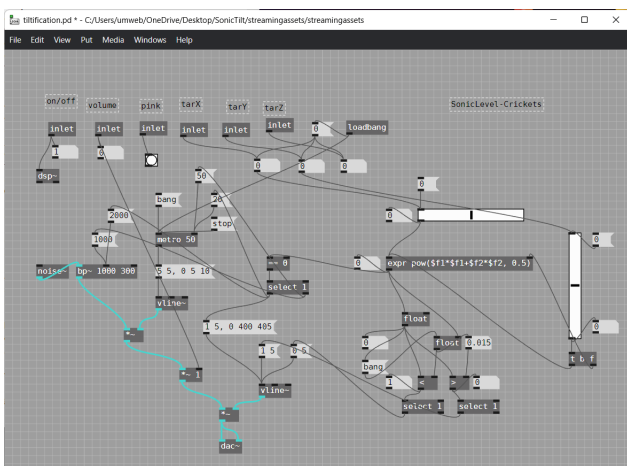 tiltification.pd * - C:/Users/umweb/OneDrive/Desktop/SonicTilt/streamingassets/streamingassets
File Edit View Put Media Windows Help
on/off volume pink tarX tarY tarZ SonicLevel-Crickets
inlet inlet inlet inlet inlet inlet 0 loadbang
1 0
0 0 0
dsp~ 50 0
bang 20
2000 0
stop
1000 metro 50 0
noise~ bp~ 1000 300 5 5, 0 5 10 == 0 0 expr pow($f1*$f1+$f2*$f2, 0.5)
select 1
vline~
float
1 5, 0 400 405 0
*~ 0 float 0.015
1 5 0 5 t b f
bang
*~ 1 1 < > 0
vline~
select 1 select 1
*~
dac~